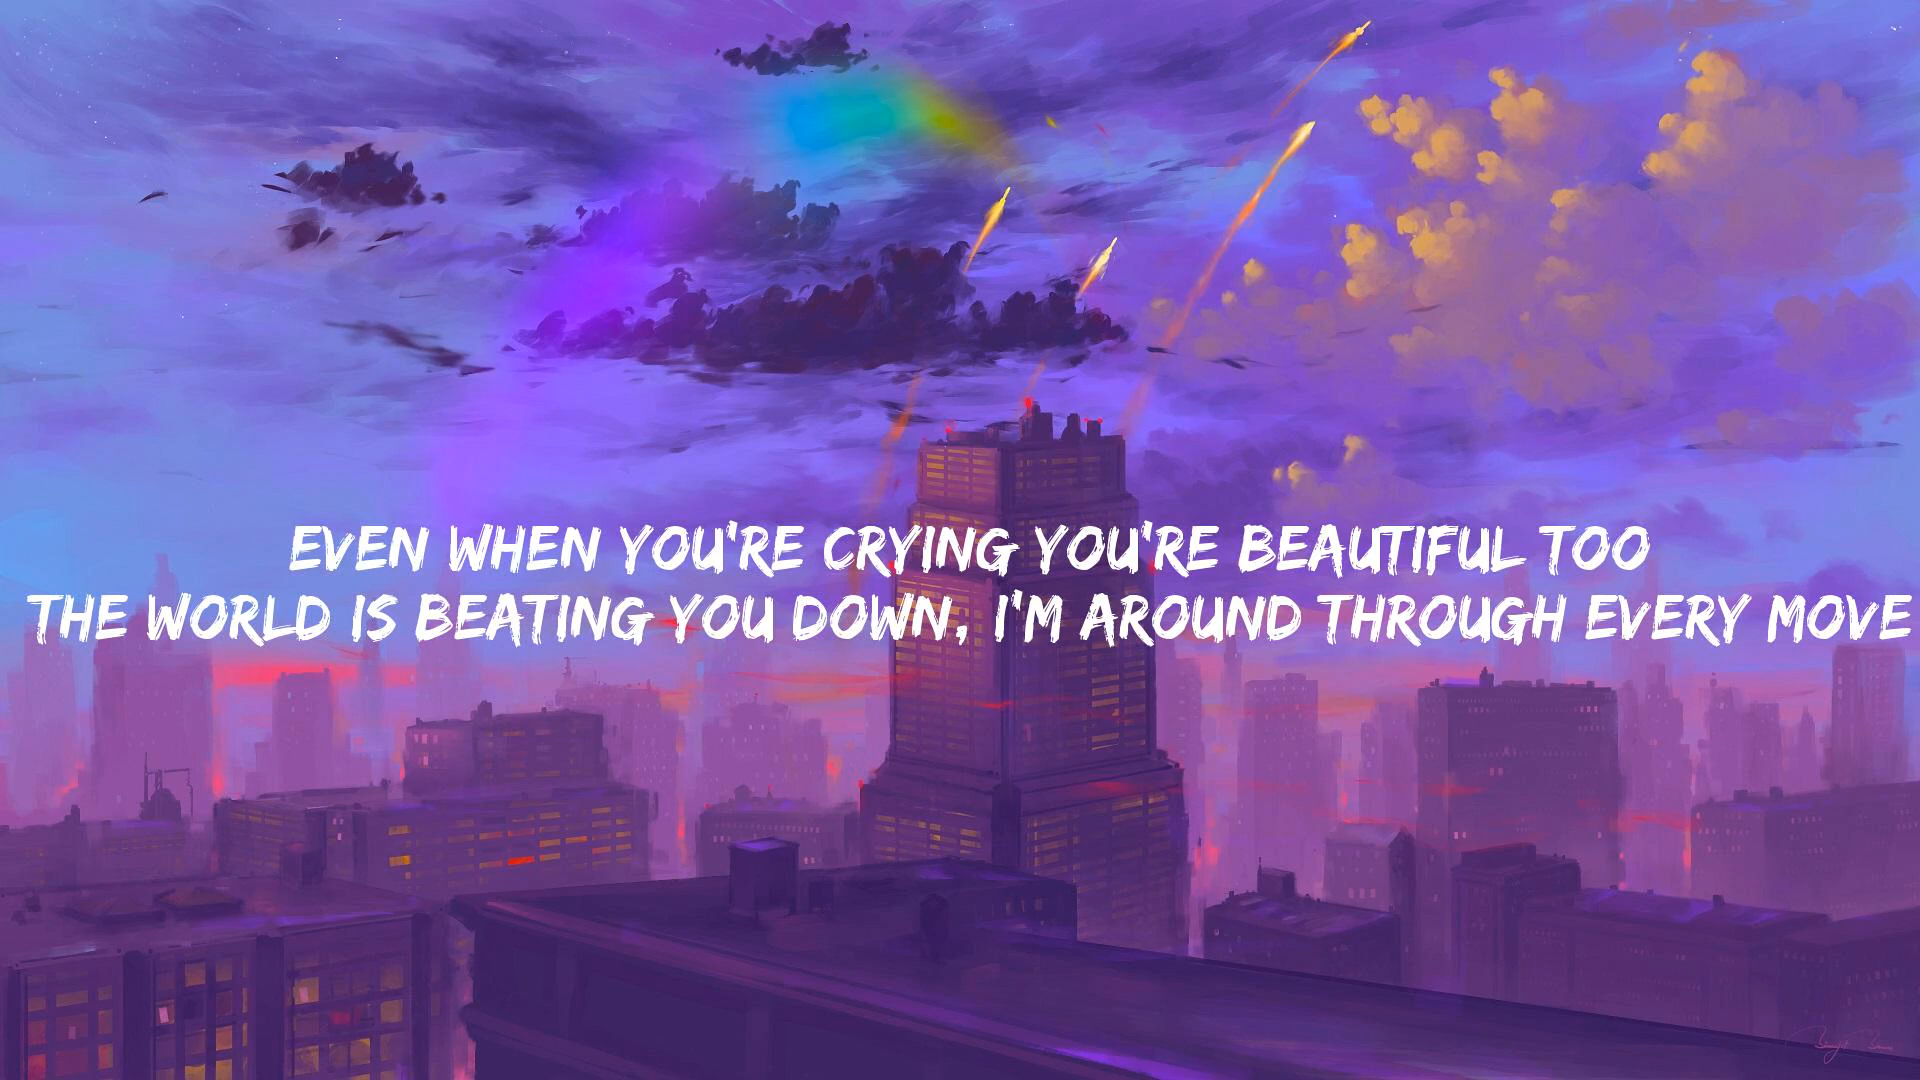 EVEN WHEN YOU'RE CRYING YOU'RE BEAUTIFUL TOO
THE WORLD IS BEATING YOU DOWN, I'M AROUND THROUGH EVERY MOVE